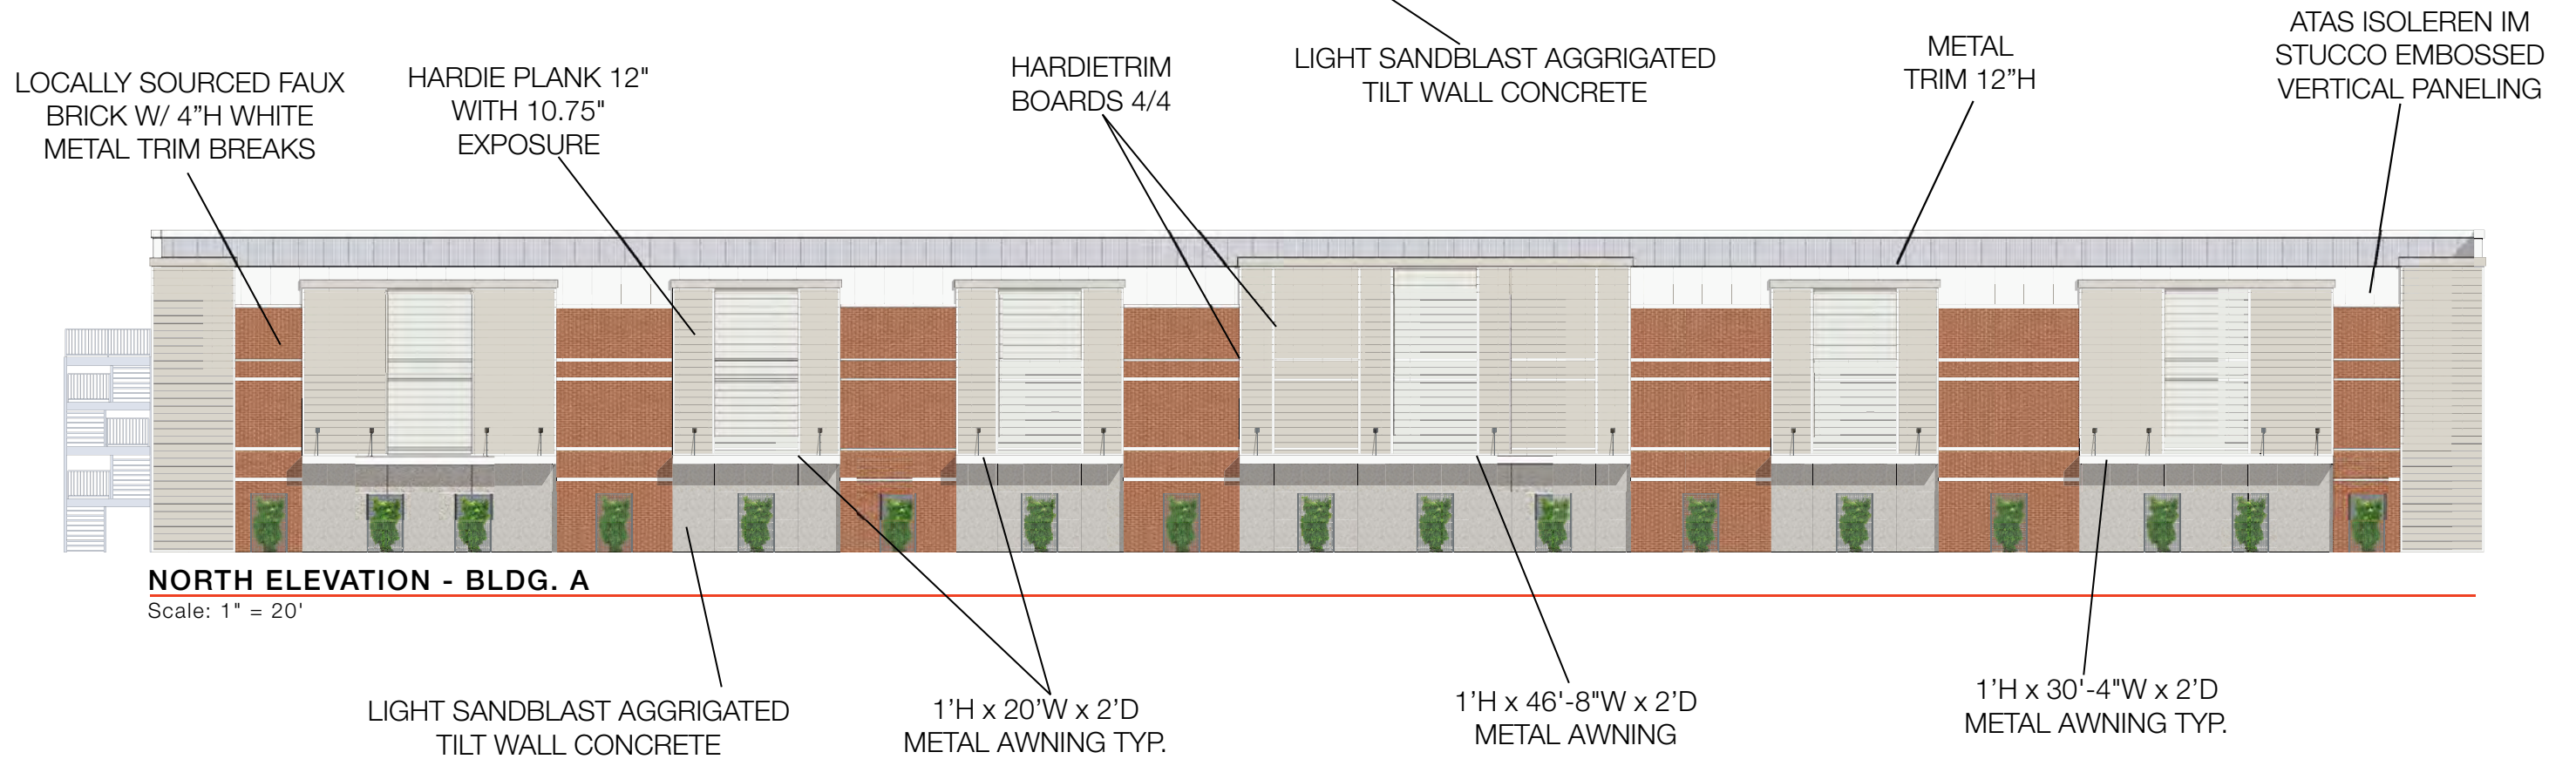 LOCALLY SOURCED FAUX
BRICK W/ 4”H WHITE
METAL TRIM BREAKS
HARDIE PLANK 12"
WITH 10.75"
EXPOSURE
HARDIETRIM
BOARDS 4/4
LIGHT SANDBLAST AGGRIGATED
TILT WALL CONCRETE
METAL
TRIM 12”H
ATAS ISOLEREN IM
STUCCO EMBOSSED
VERTICAL PANELING
NORTH ELEVATION - BLDG. A
Scale: 1" = 20'
LIGHT SANDBLAST AGGRIGATED
TILT WALL CONCRETE
1’H x 20’W x 2’D
METAL AWNING TYP.
1’H x 46'-8"W x 2’D
METAL AWNING
1’H x 30'-4"W x 2’D
METAL AWNING TYP.